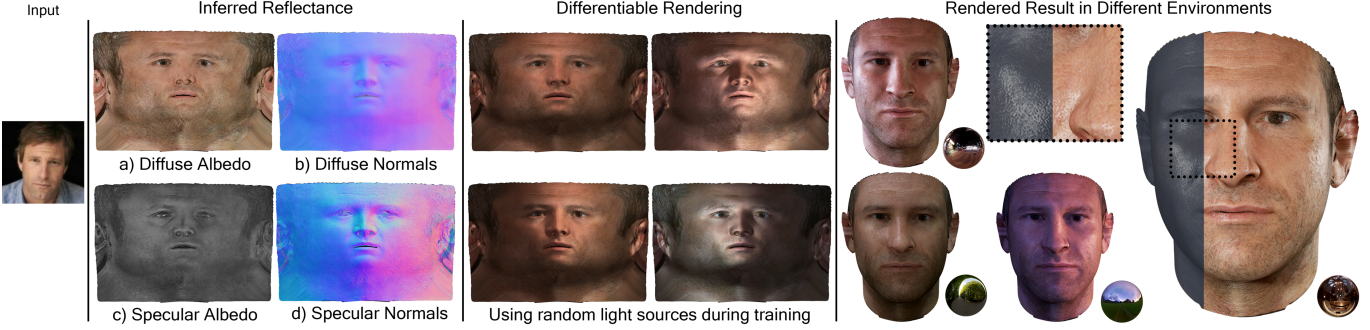 Input
Inferred Reflectance
Differentiable Rendering
Rendered Result in Different Environments
a) Diffuse Albedo
b) Diffuse Normals
c) Specular Albedo
d) Specular Normals
Using random light sources during training